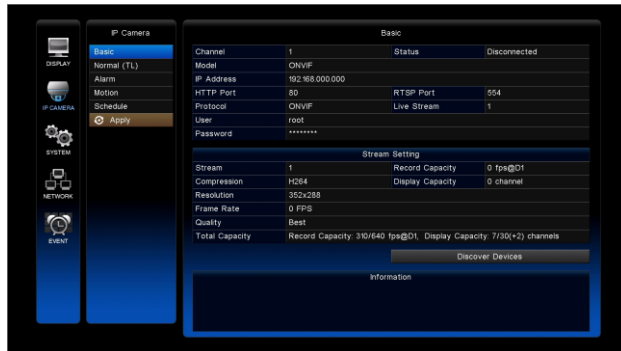 DISPLAY
IP CAMERA
SYSTEM
NETWORK
EVENT
IP Camera
Basic
Normal (TL)
Alarm
Motion
Schedule
Apply
Basic
Channel 1 Status Disconnected
Model ONVIF
IP Address 192.168.000.000
HTTP Port 80 RTSP Port 554
Protocol ONVIF Live Stream 1
User root
Password ********
Stream Setting
Stream 1 Record Capacity 0 fps@D1
Compression H264 Display Capacity 0 channel
Resolution 352x288
Frame Rate 0 FPS
Quality Best
Total Capacity Record Capacity: 310/640 fps@D1, Display Capacity: 7/30(+2) channels
Discover Devices
Information